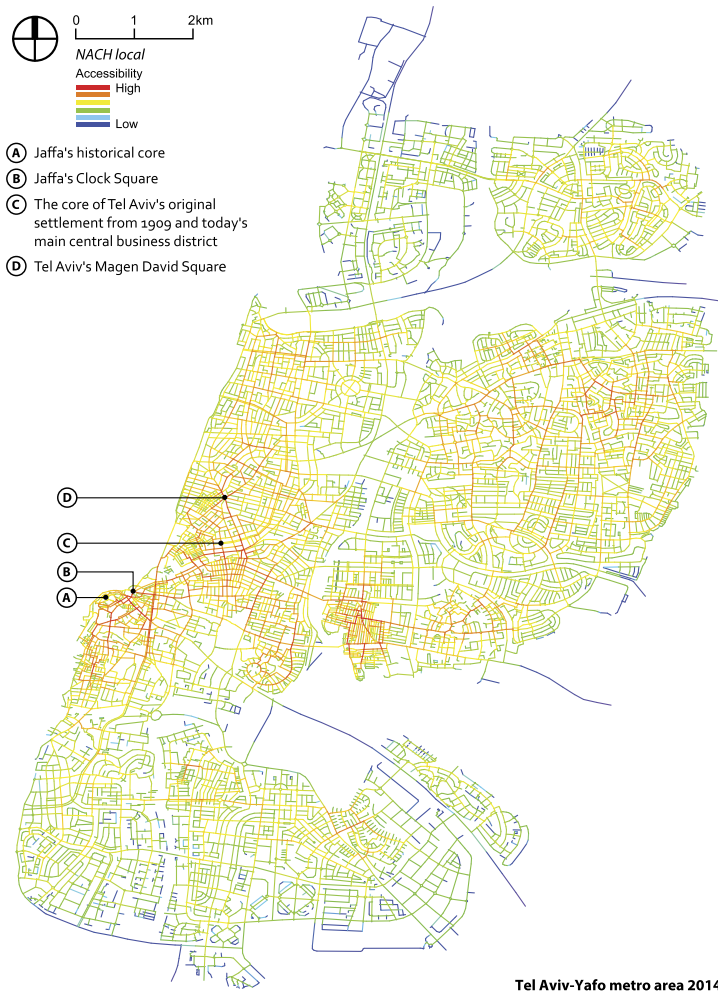 0 1 2km
NACH local
Accessibility
High
Low
A Jaffa's historical core
B Jaffa's Clock Square
C The core of Tel Aviv's original
settlement from 1909 and today's
main central business district
D Tel Aviv's Magen David Square
D
C
B
A
Tel Aviv-Yafo metro area 2014